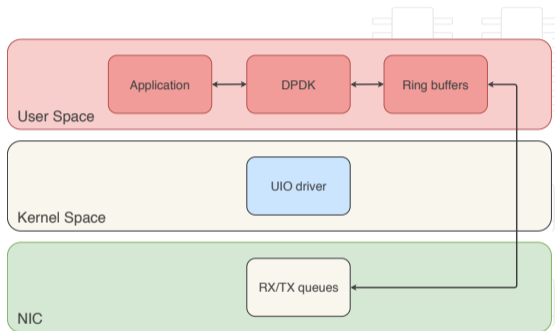 Application
DPDK
Ring buffers
User Space
UIO driver
Kernel Space
RX/TX queues
NIC